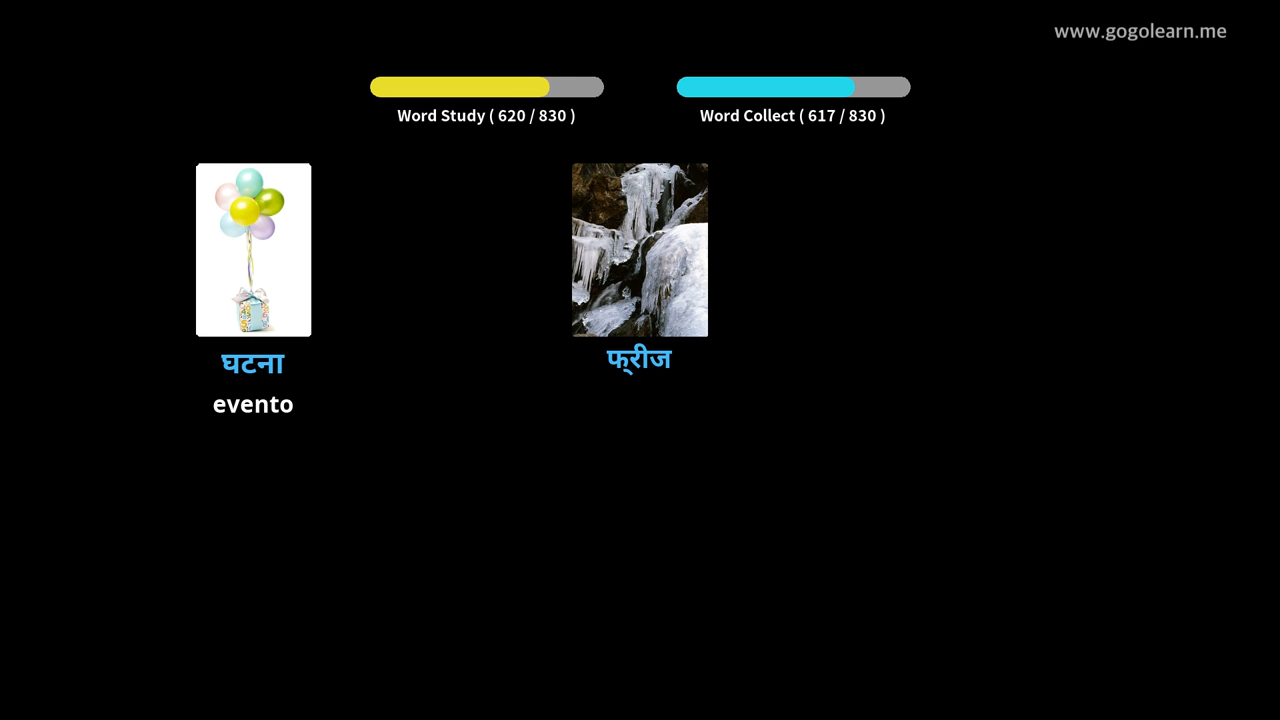 www.gogolearn.me
Word Study ( 620 / 830 )
Word Collect ( 617 / 830 )
घटना
evento
फ्रीज